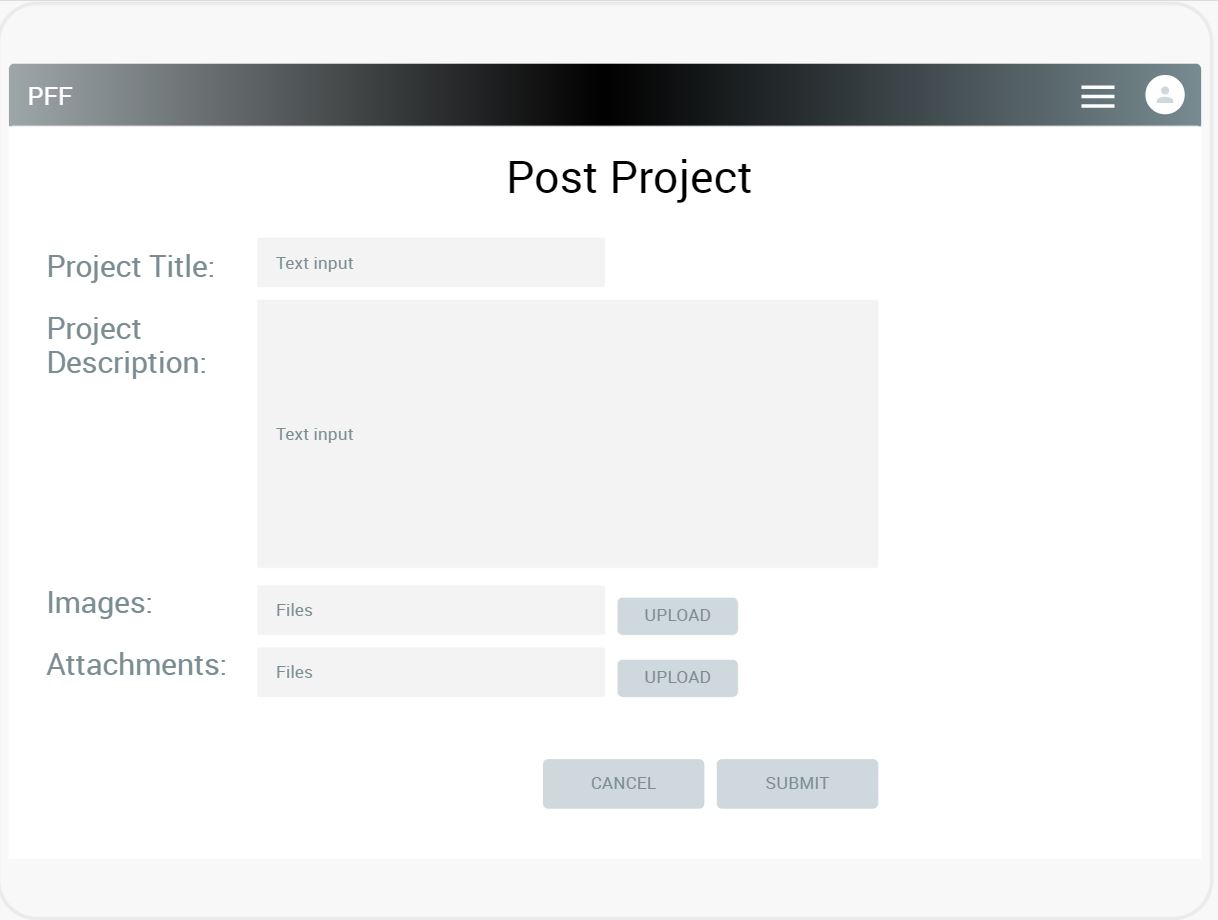 PFF
Post Project
Project Title:
Text input
Project
Description:
Text input
Images:
Files
UPLOAD
Attachments:
Files
UPLOAD
CANCEL
SUBMIT